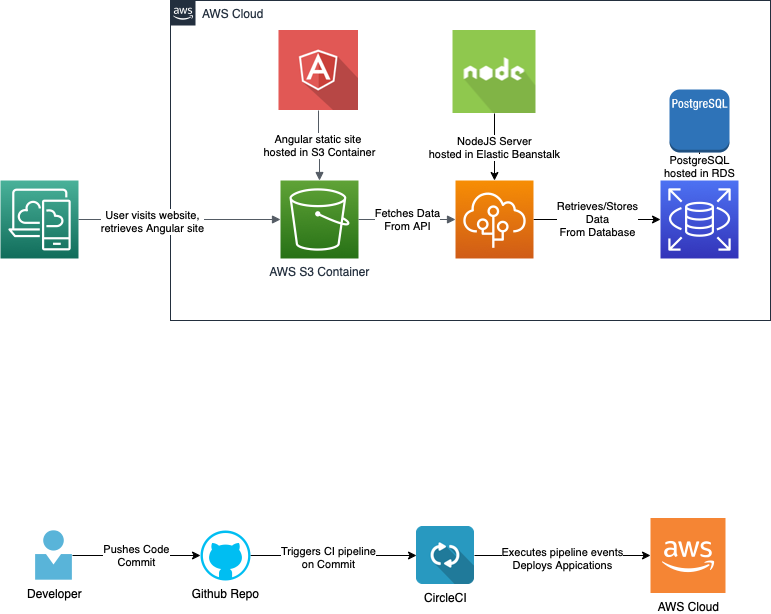 aws
AWS Cloud
node
PostgreSQL
Angular static site
hosted in S3 Container
NodeJS Server
hosted in Elastic Beanstalk
PostgreSQL
hosted in RDS
User visits website,
retrieves Angular site
Fetches Data
From API
Retrieves/Stores
Data
From Database
AWS S3 Container
Pushes Code
Commit
Triggers CI pipeline
on Commit
Executes pipeline events
Deploys Appications
aws
Developer
Github Repo
CircleCI
AWS Cloud